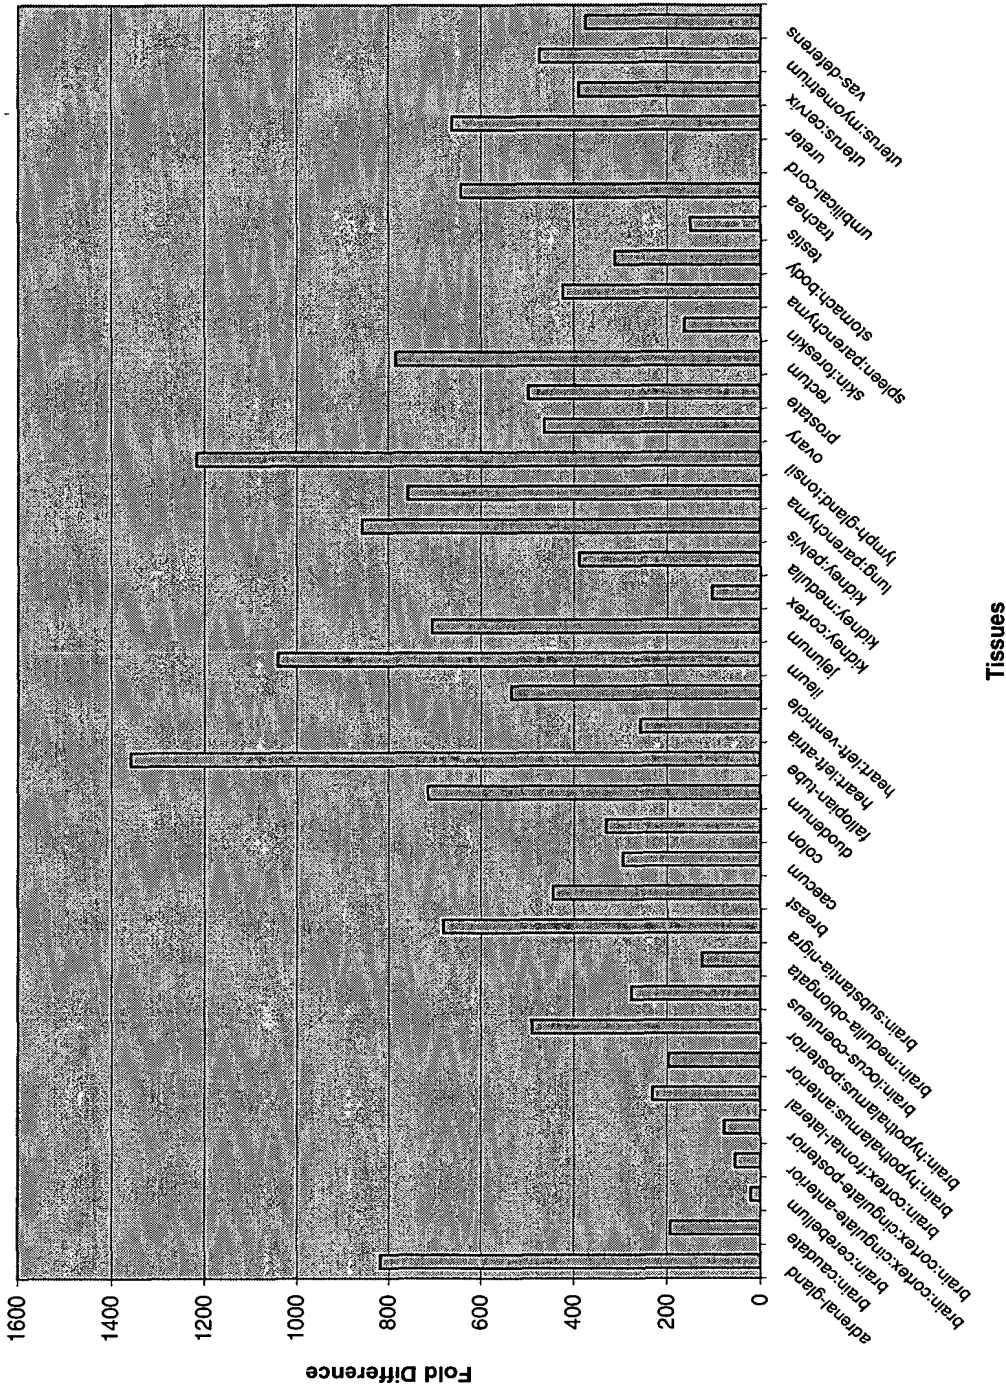 Fold Difference
1600
1400
1200
1000
800
600
400
200
0
adrenal-gland
brain:caudate
brain:cerebellum
brain:cortex:cingulate-anterior
brain:cortex:cingulate-posterior
brain:cortex:frontal-lateral
brain:hypothalamus:anterior
brain:hypothalamus:posterior
brain:locus-coeruleus
brain:medulla-oblongata
brain:substantia-nigra
breast
caecum
colon
duodenum
fallopian-tube
heart:left-atria
heart:left-ventricle
ileum
jejunum
kidney:cortex
kidney:medulla
kidney:pelvis
lung:parenchyma
lymph-gland:tonsil
ovary
prostate
rectum
skin:foreskin
spleen:parenchyma
stomach:body
testis
trachea
umbilical-cord
ureter
uterus:cervix
uterus:myometrium
vas-deferens
Tissues